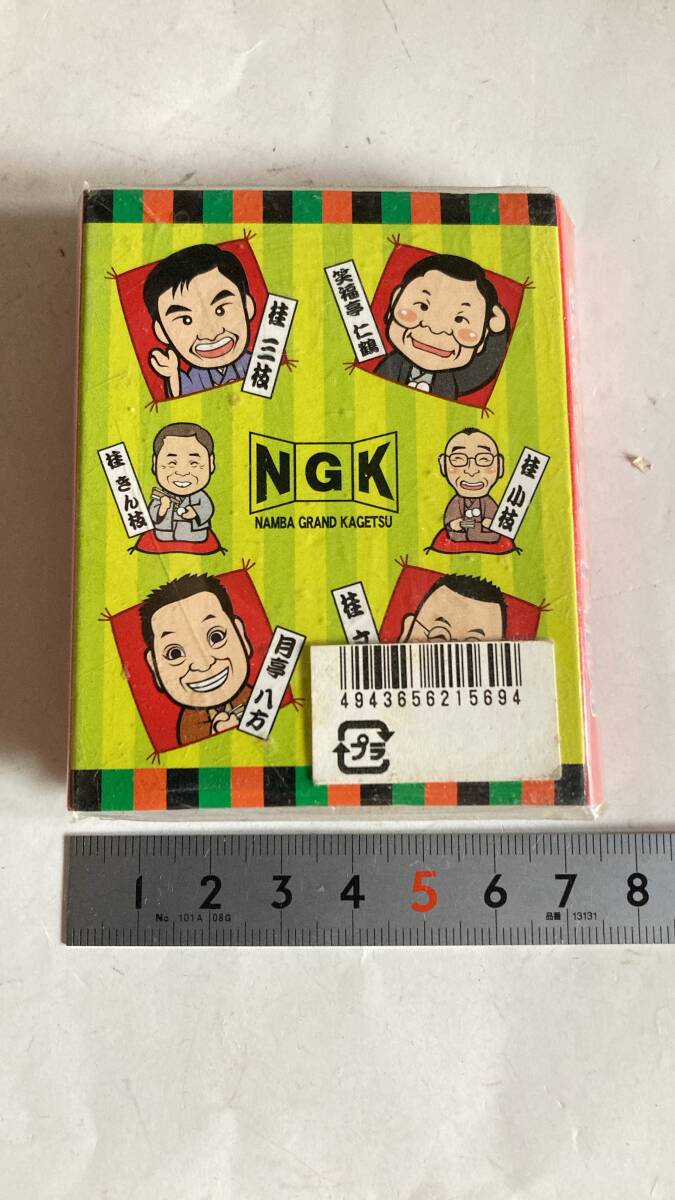 桂 三枝
笑福亭 仁鶴
桂 きん枝
NGK
NAMBA GRAND KAGETSU
桂 小枝
月亭 八方
桂
4943656215694
プラ
1 2 3 4 5 6 7 8
No. 101A 08G
品番 13131